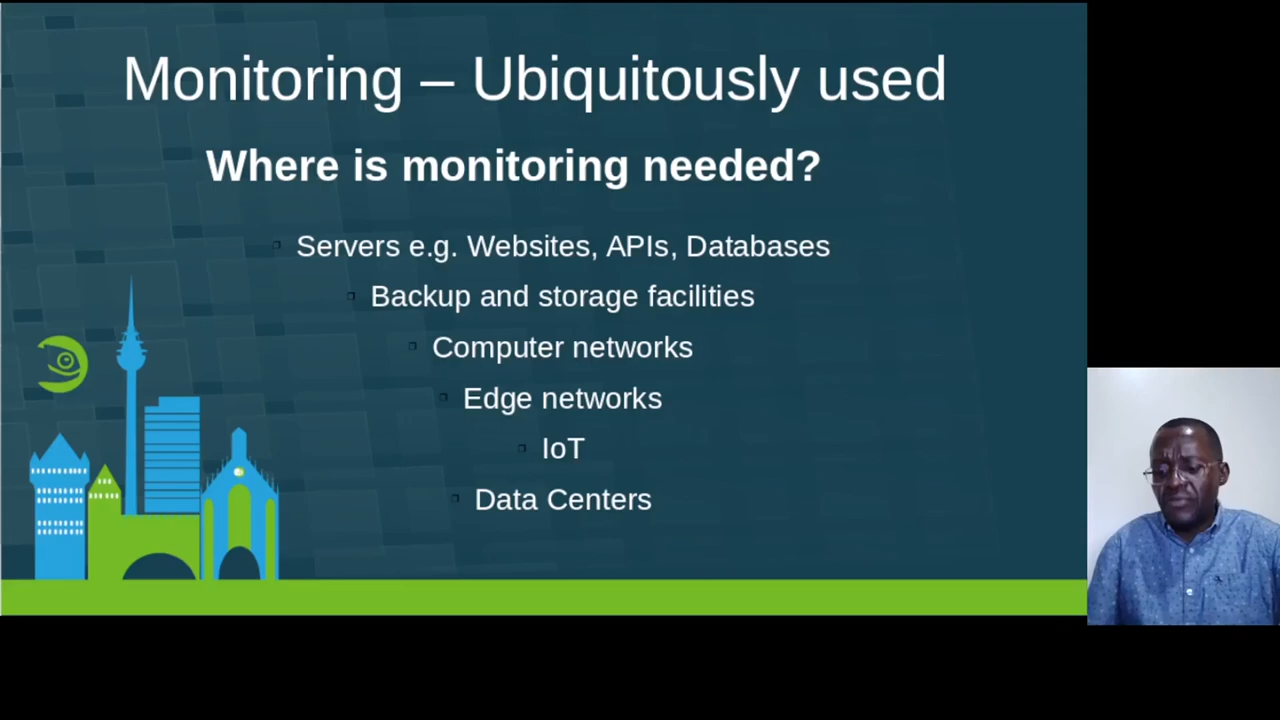 Monitoring – Ubiquitously used
Where is monitoring needed?
Servers e.g. Websites, APIs, Databases
Backup and storage facilities
Computer networks
Edge networks
IoT
Data Centers